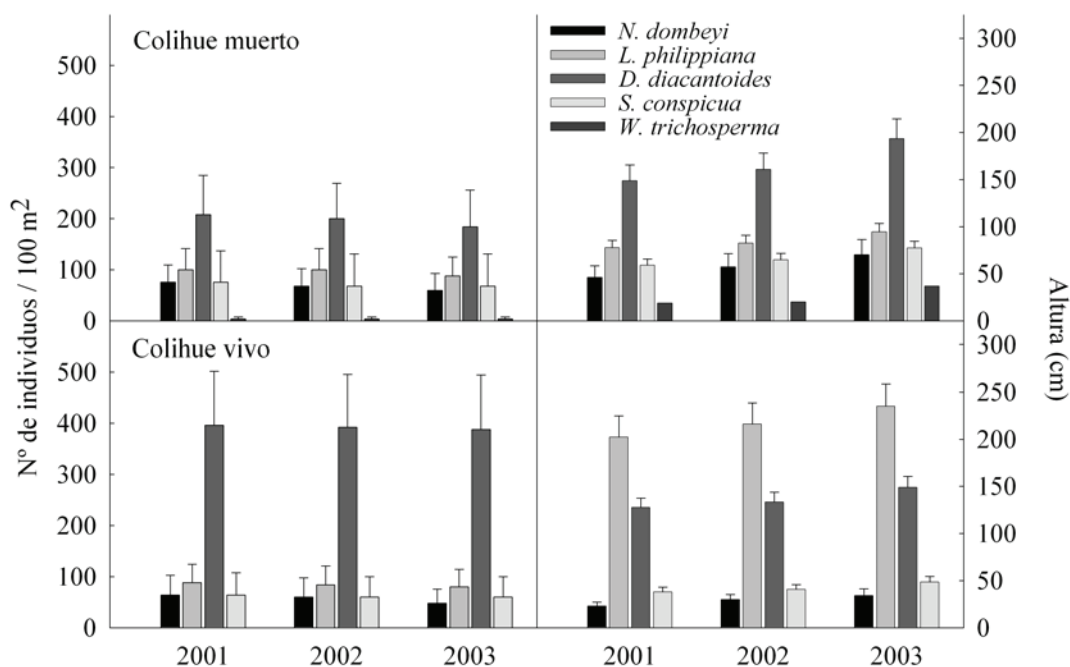 Colihue muerto
N. dombeyi
L. philippiana
D. diacantoides
S. conspicua
W. trichosperma
Nº de individuos / 100 m²
500
400
300
200
100
0
300
250
200
150
100
50
0
Altura (cm)
Colihue vivo
500
400
300
200
100
0
300
250
200
150
100
50
0
2001 2002 2003 2001 2002 2003